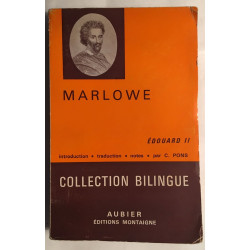 MARLOWE
ÉDOUARD II
introduction • traduction • notes • par C. PONS
COLLECTION BILINGUE
AUBIER
ÉDITIONS MONTAIGNE